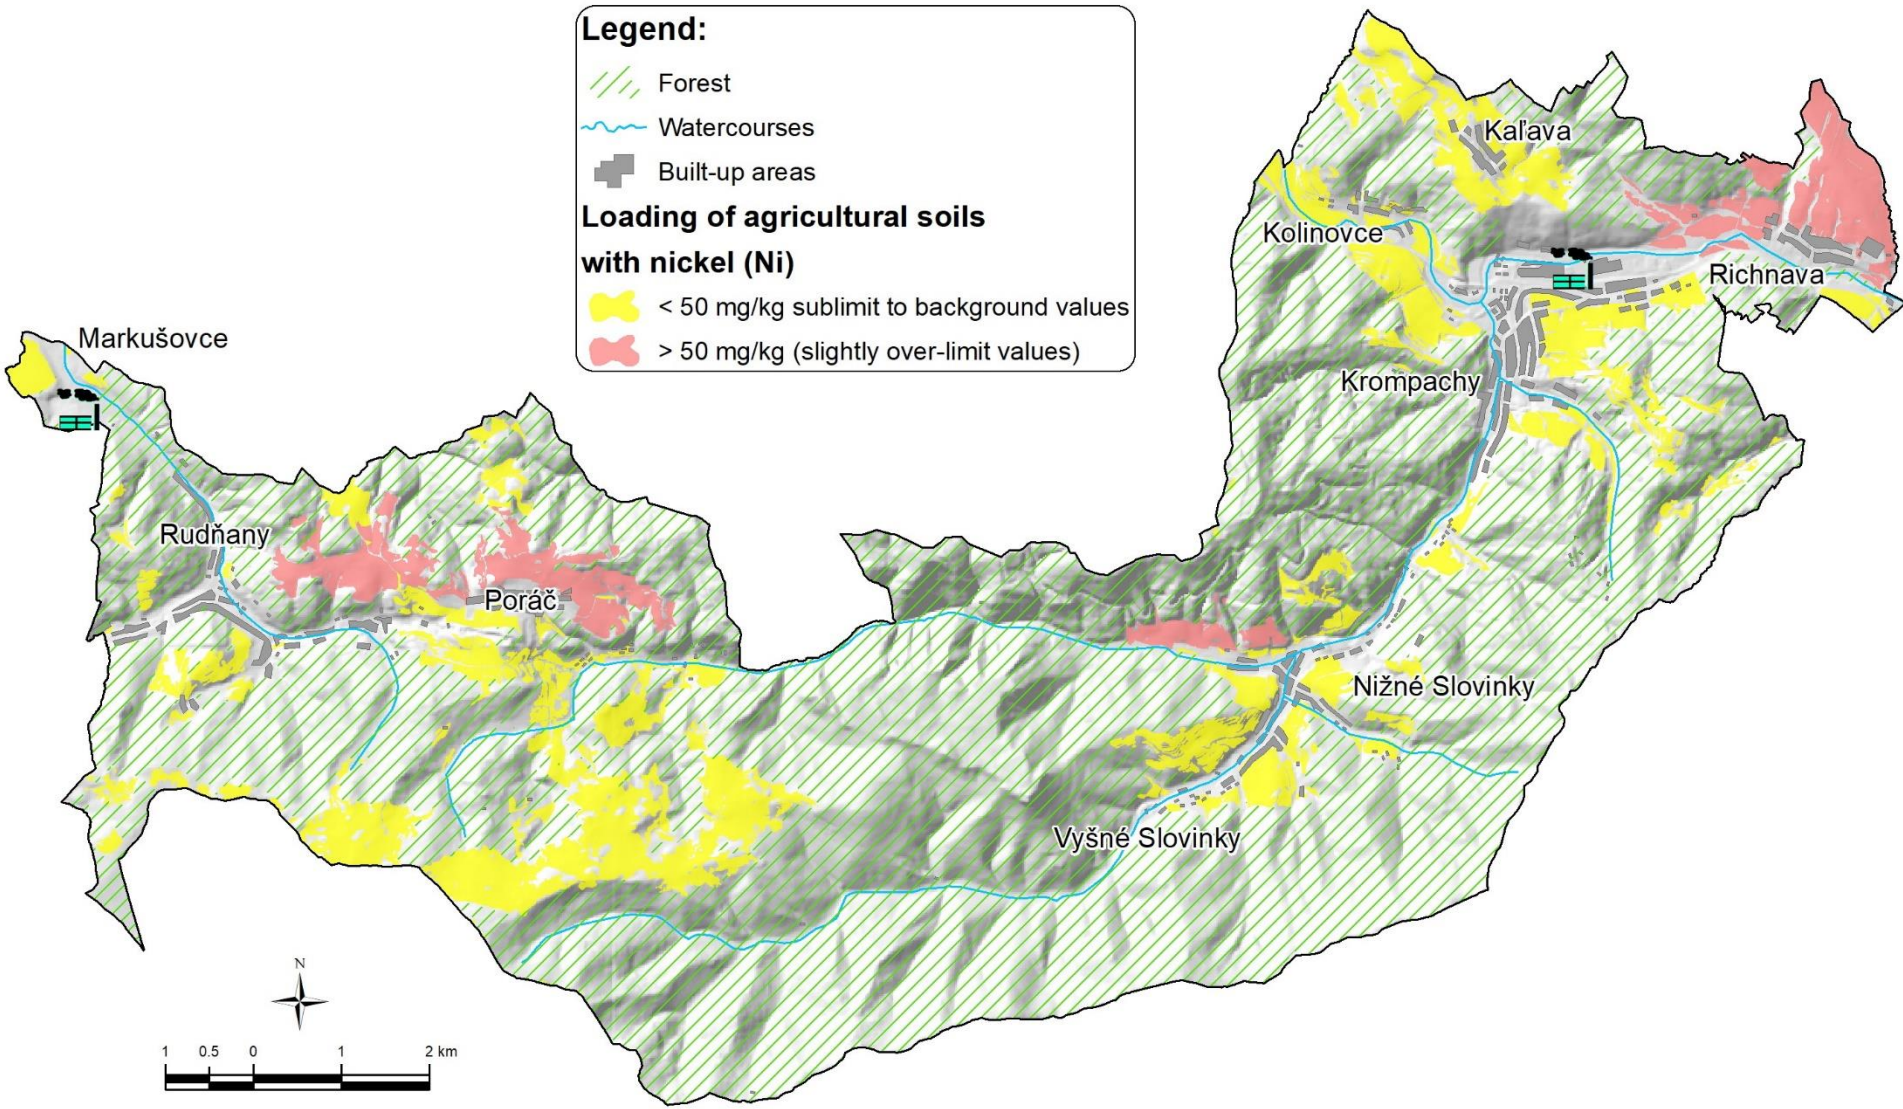 Legend:
Forest
Watercourses
Built-up areas
Loading of agricultural soils
with nickel (Ni)
< 50 mg/kg sublimit to background values
> 50 mg/kg (slightly over-limit values)
Kaľava
Kolinovce
Richnava
Markušovce
Krompachy
Rudňany
Poráč
Nižné Slovinky
Vyšné Slovinky
N
1 0.5 0 1 2 km